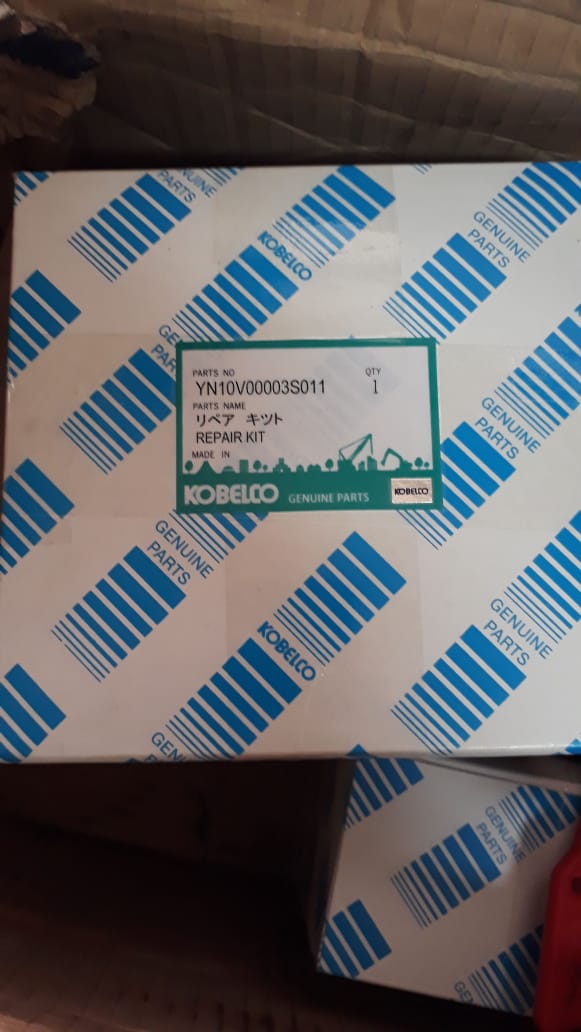 PARTS
KOBELCO
GENUINE
PARTS
PARTS NO
QTY
YN10V00003S011
1
PARTS NAME
リペア キット
REPAIR KIT
MADE IN
KOBELCO GENUINE PARTS
KOBELCO
GENUINE
PARTS
GENUINE
PARTS
KOBELCO
GENUINE
PARTS
GENUINE
PARTS